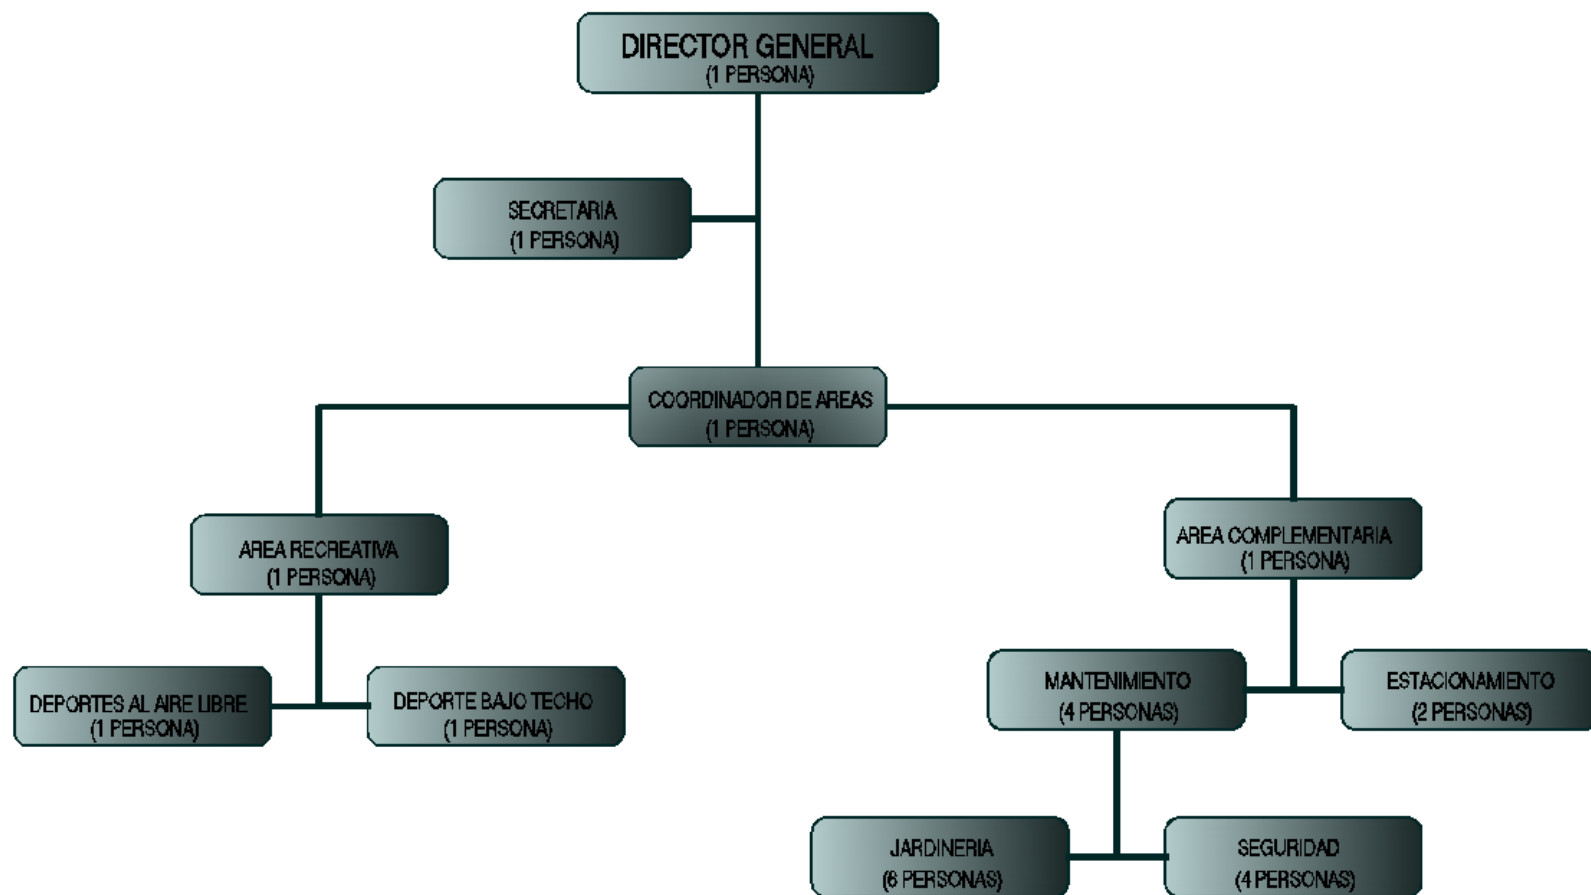 DIRECTOR GENERAL
(1 PERSONA)
SECRETARIA
(1 PERSONA)
COORDINADOR DE AREAS
(1 PERSONA)
AREA RECREATIVA
(1 PERSONA)
AREA COMPLEMENTARIA
(1 PERSONA)
DEPORTES AL AIRE LIBRE
(1 PERSONA)
DEPORTE BAJO TECHO
(1 PERSONA)
MANTENIMIENTO
(4 PERSONAS)
ESTACIONAMIENTO
(2 PERSONAS)
JARDINERIA
(6 PERSONAS)
SEGURIDAD
(4 PERSONAS)